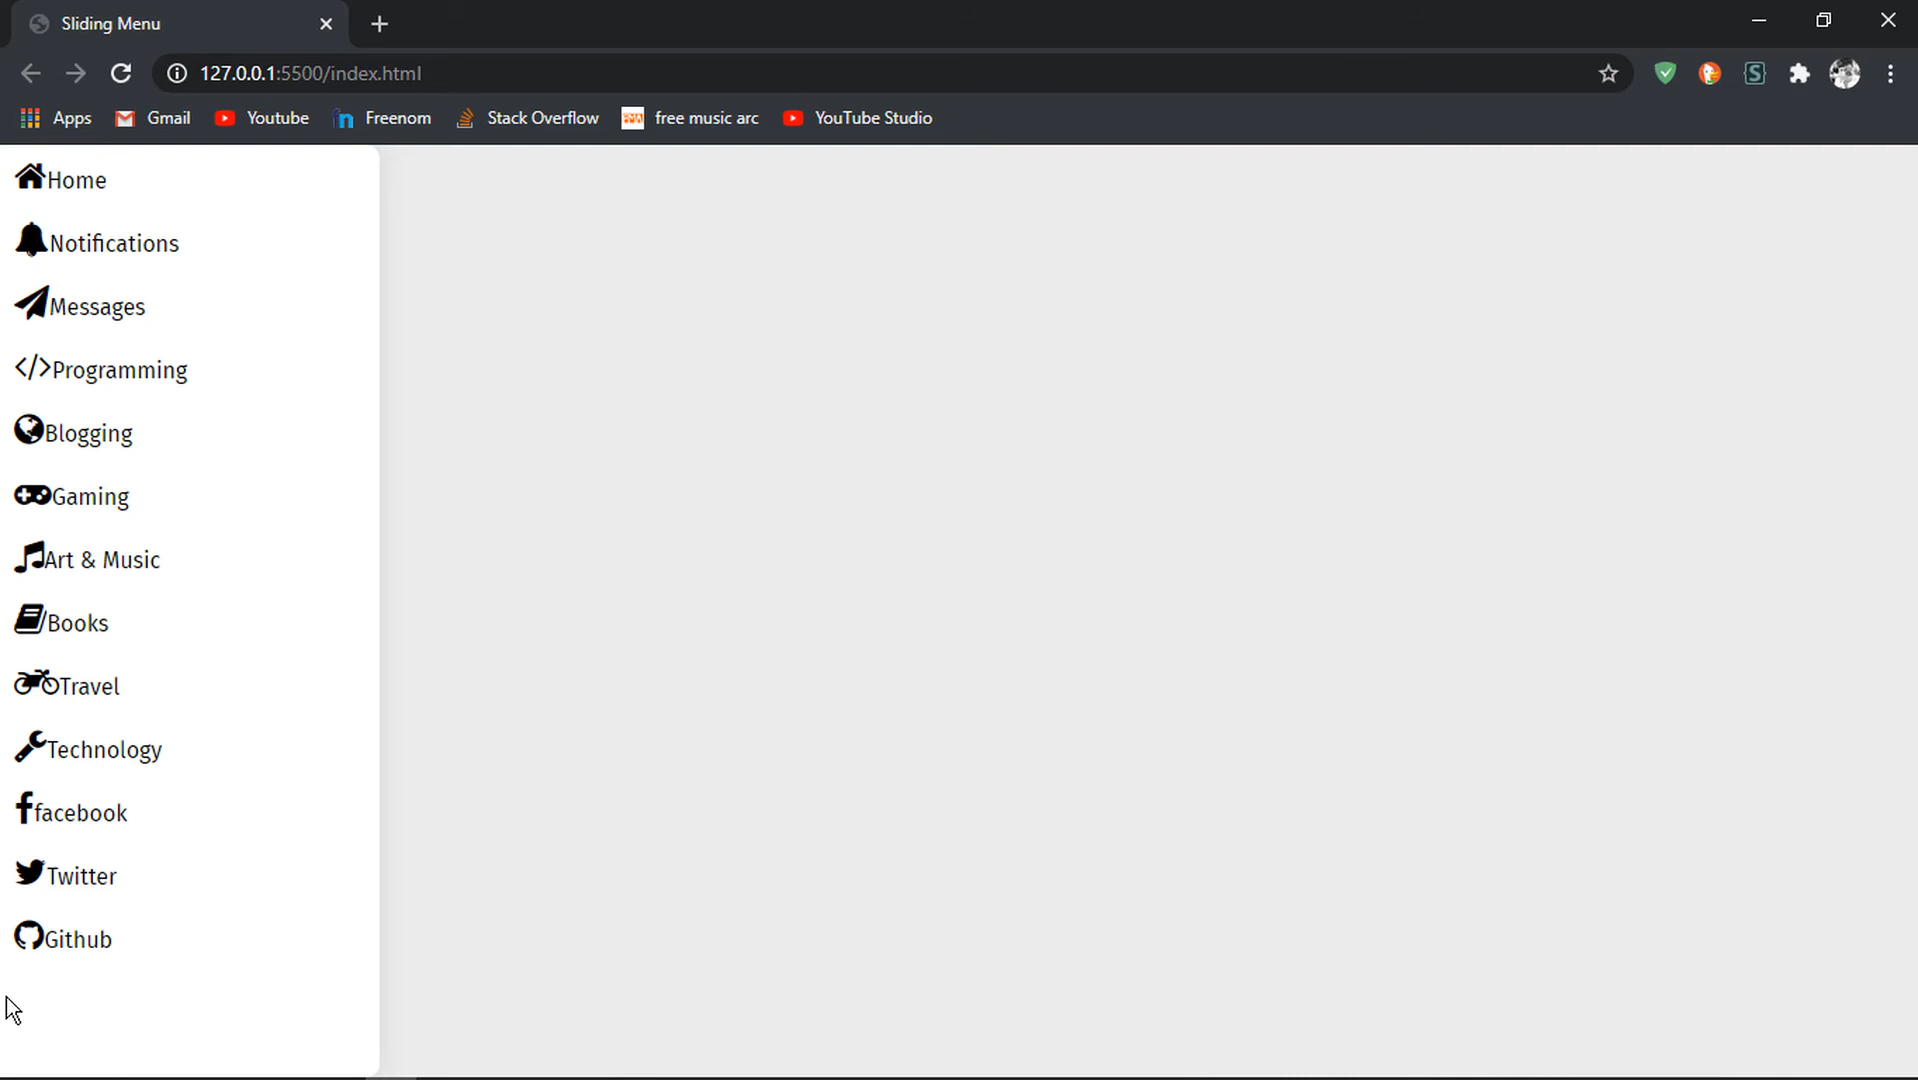 Sliding Menu
127.0.0.1:5500/index.html
Apps Gmail Youtube Freenom Stack Overflow free music arc YouTube Studio
Home
Notifications
Messages
Programming
Blogging
Gaming
Art & Music
Books
Travel
Technology
facebook
Twitter
Github